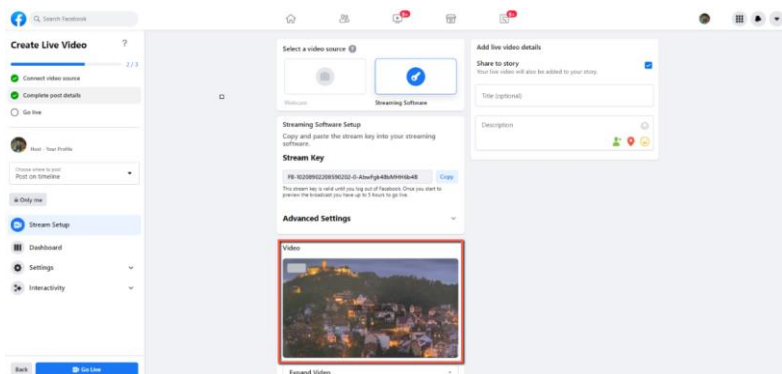 Search Facebook
9+
9+
Create Live Video
?
2 / 3
Connect video source
Complete post details
Go live
Host · Your Profile
Choose where to post
Post on timeline
Only me
Stream Setup
Dashboard
Settings
Interactivity
Back
Go Live
Select a video source
Webcam
Streaming Software
Streaming Software Setup
Copy and paste the stream key into your streaming
software.
Stream Key
Copy
This stream key is valid until you log out of Facebook. Once you start to
preview the broadcast you have up to 5 hours to go live.
Advanced Settings
Video
Expand Video
Add live video details
Share to story
Your live video will also be added to your story.
Title (optional)
Description